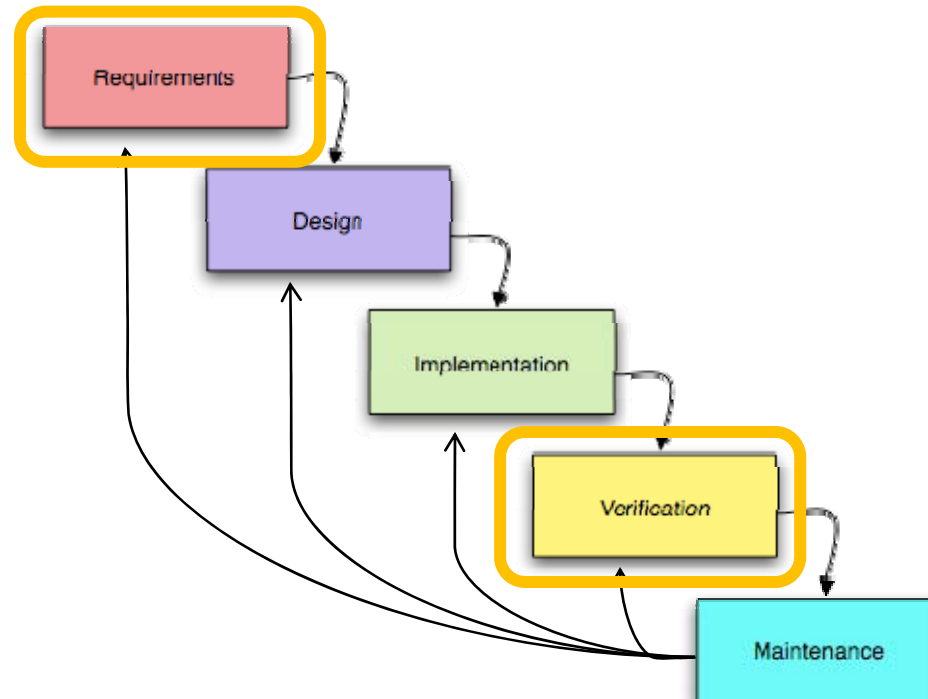 Requirements
Design
Implementation
Verification
Maintenance